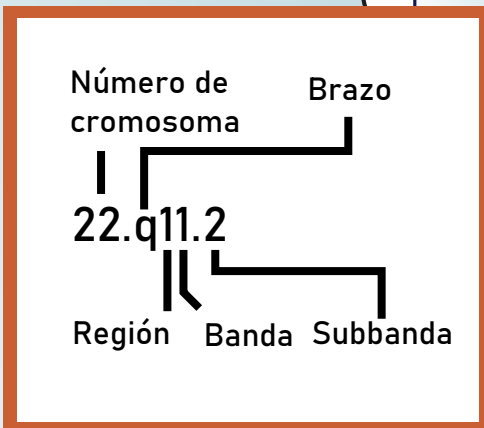 Número de
cromosoma
Brazo
22.q11.2
Región
Banda
Subbanda